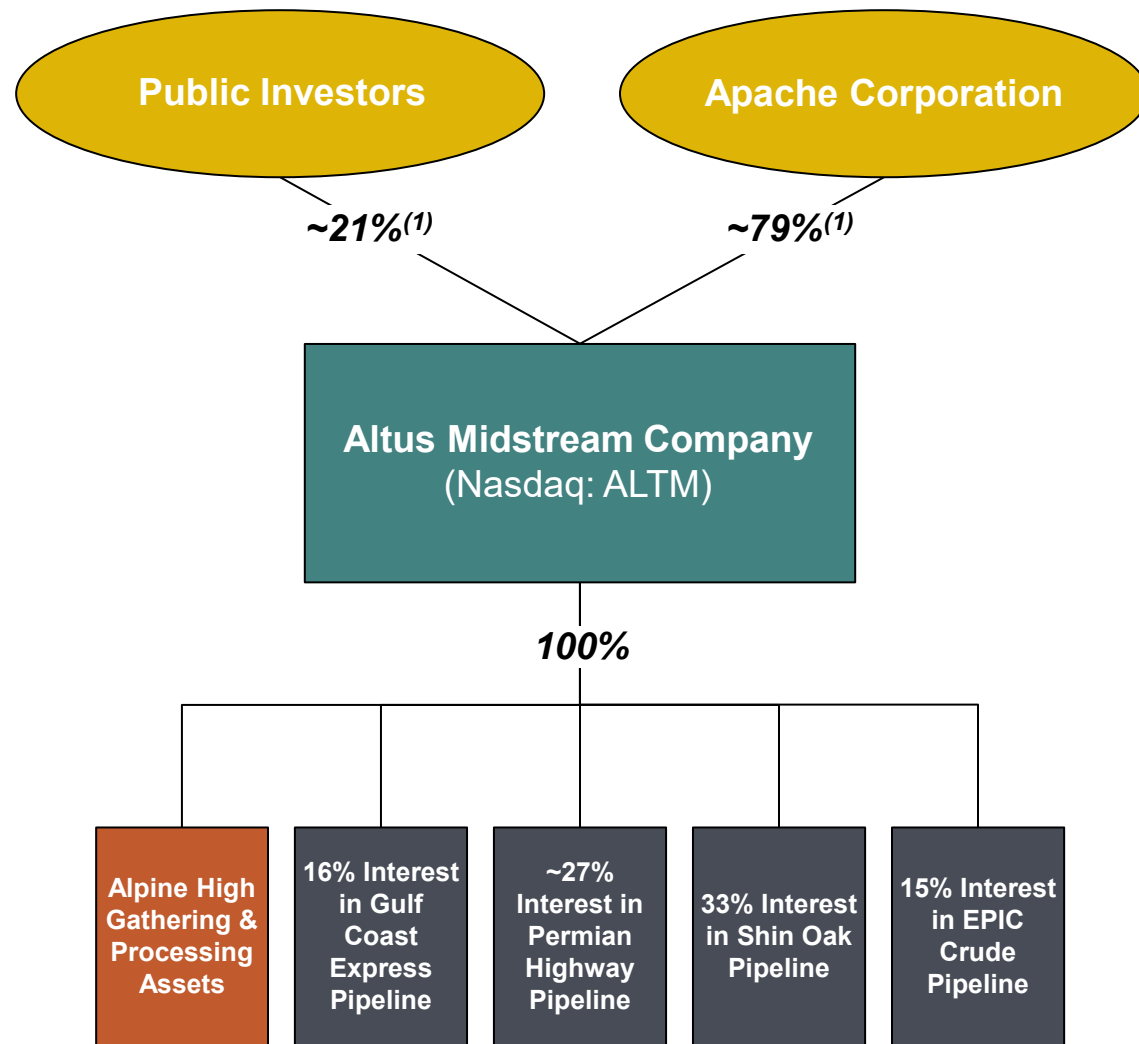 Public Investors
Apache Corporation
~21%(1)
~79%(1)
Altus Midstream Company
(Nasdaq: ALTM)
100%
Alpine High
Gathering &
Processing
Assets
16% Interest
in Gulf
Coast
Express
Pipeline
~27%
Interest in
Permian
Highway
Pipeline
33% Interest
in Shin Oak
Pipeline
15% Interest
in EPIC
Crude
Pipeline